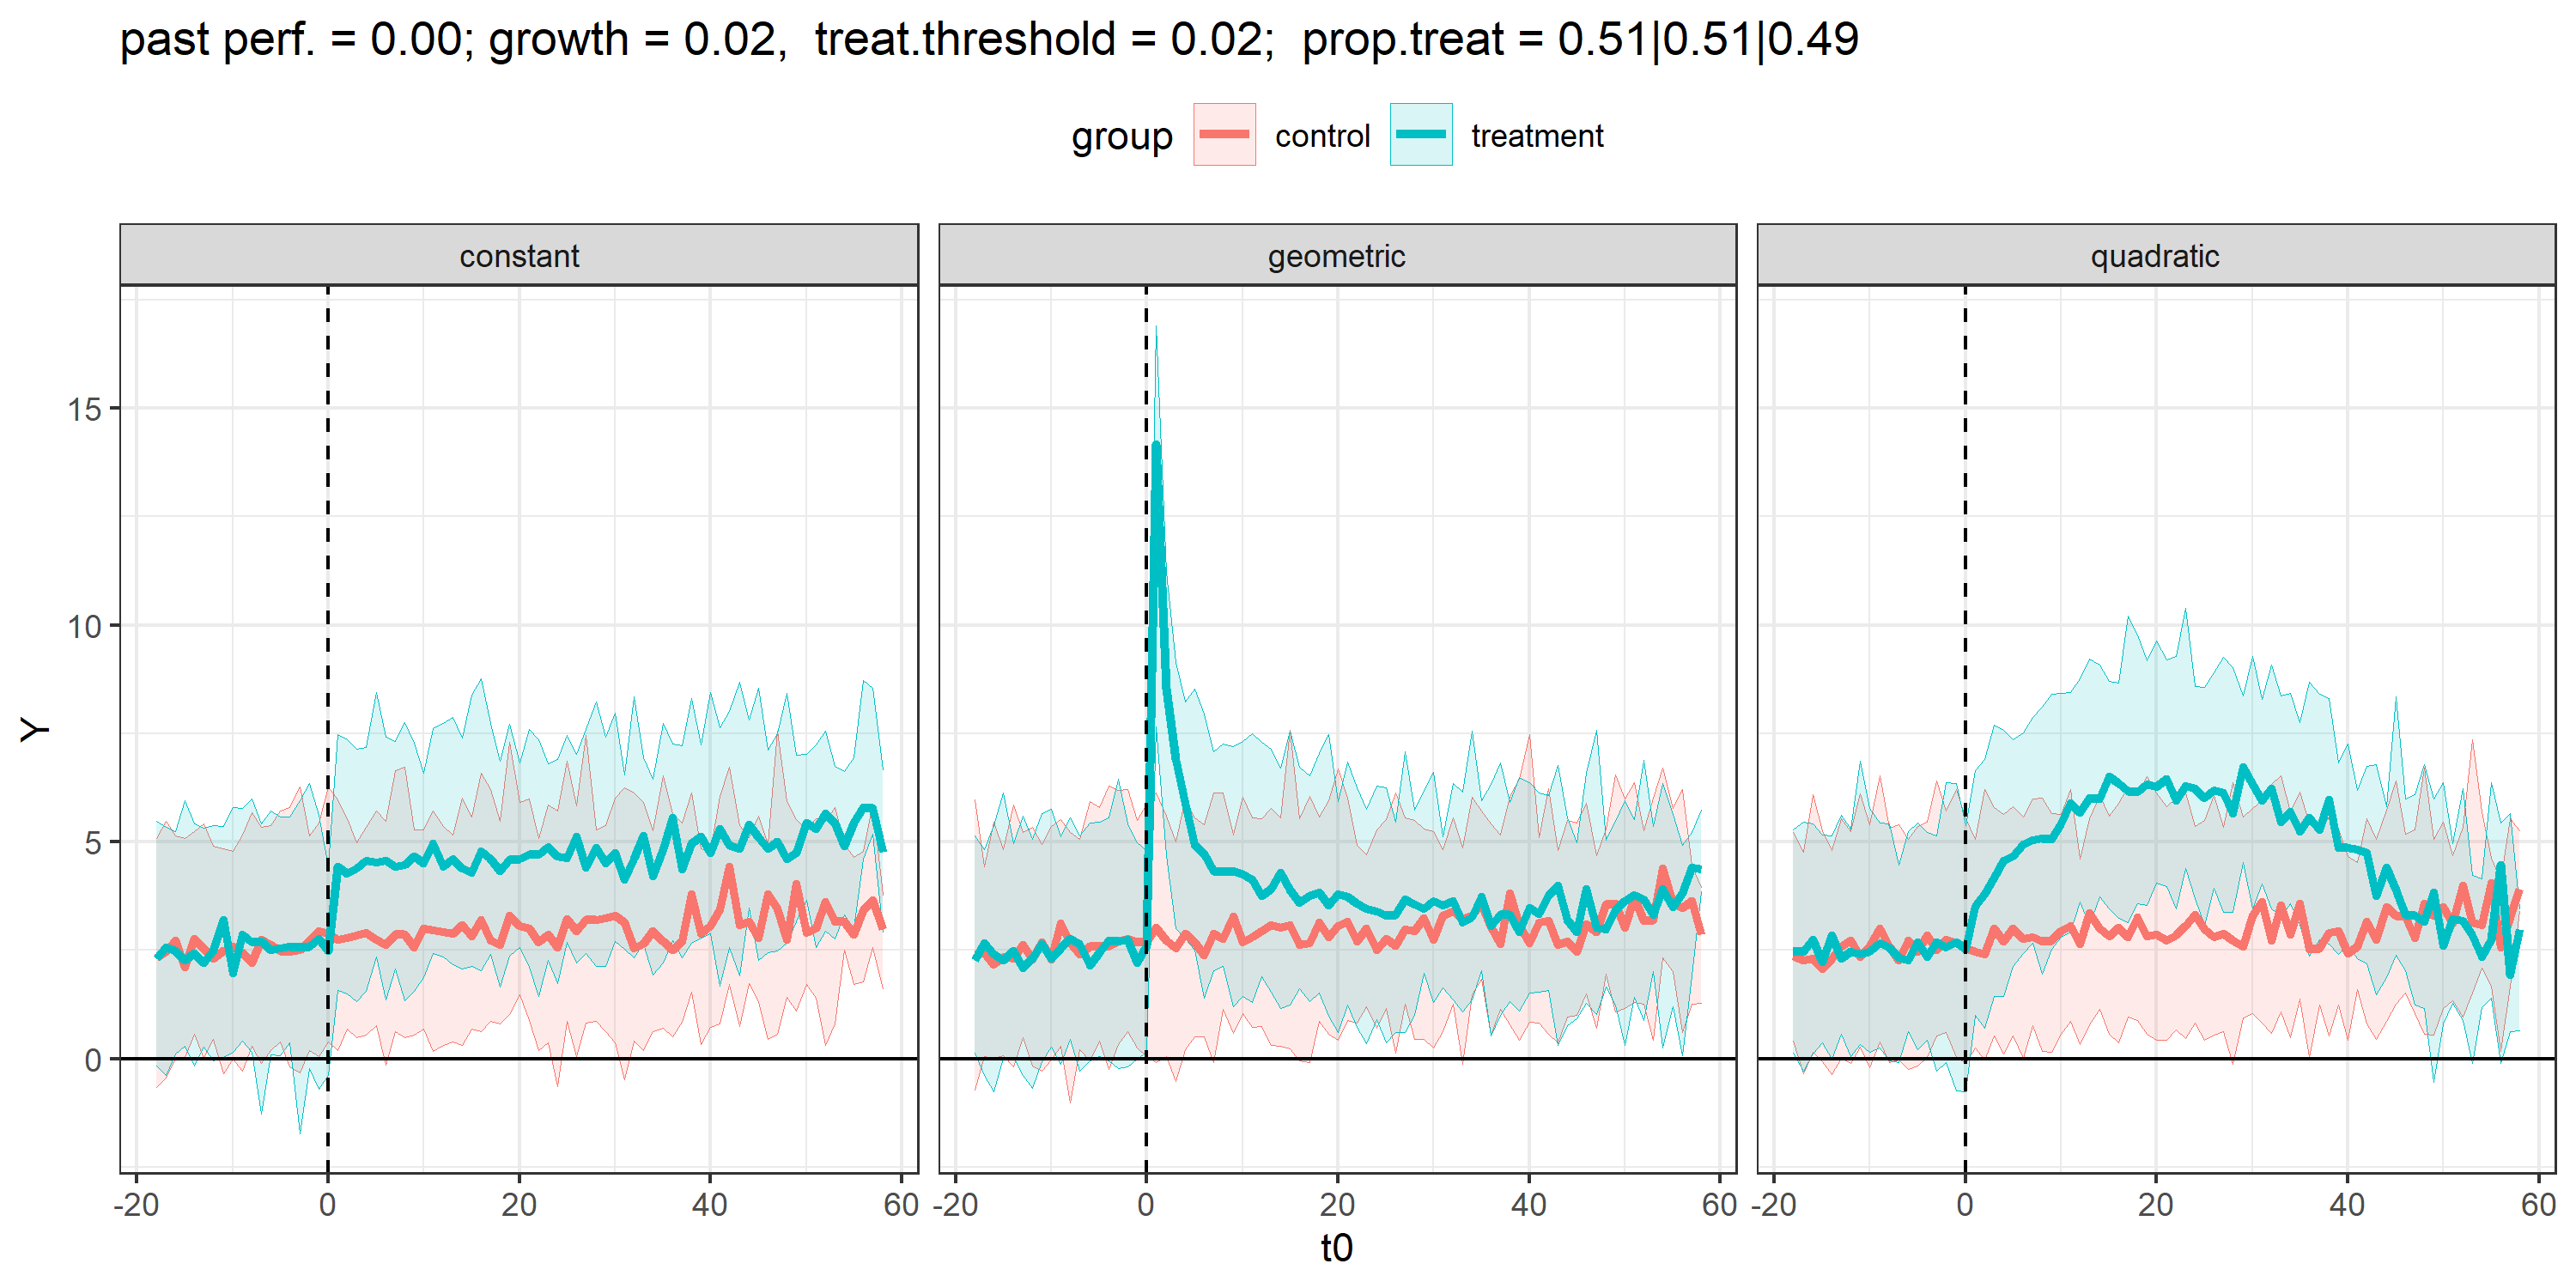 past perf. = 0.00; growth = 0.02,  treat.threshold = 0.02;  prop.treat = 0.51|0.51|0.49
group control treatment
constant geometric quadratic
15
10
5
0
Y
-20 0 20 40 60 -20 0 20 40 60 -20 0 20 40 60
t0